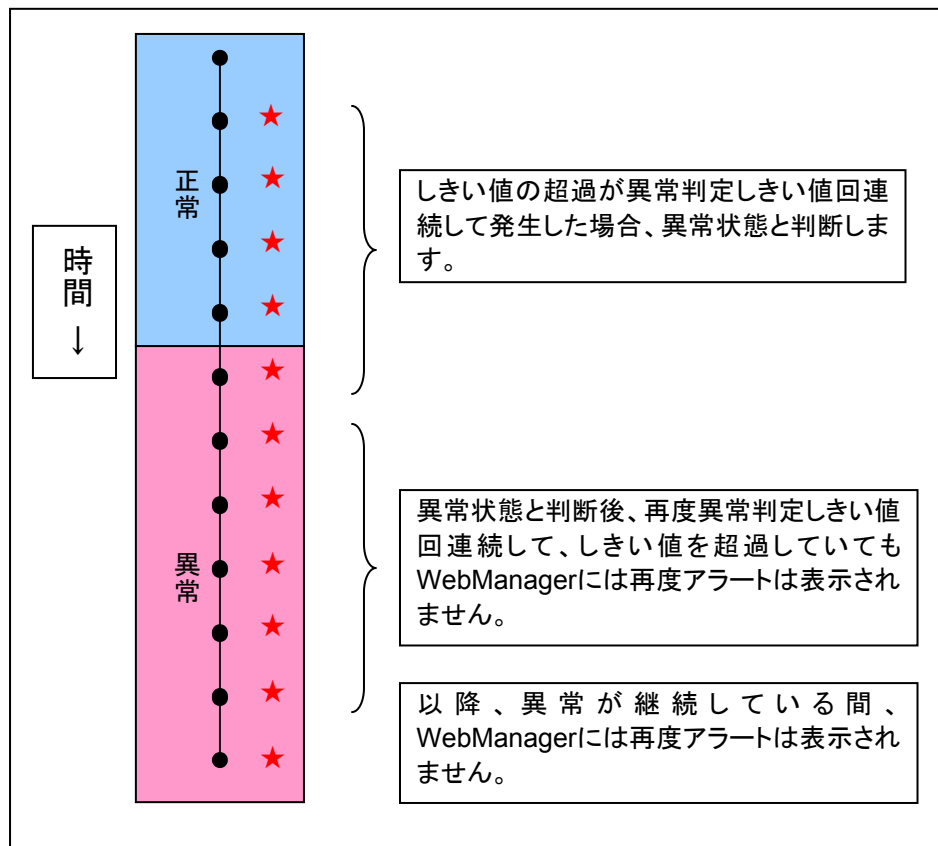 正常
しきい値の超過が異常判定しきい値回連
続して発生した場合、異常状態と判断しま
す。
時間
↓
異常状態と判断後、再度異常判定しきい値
回連続して、しきい値を超過していても
WebManagerには再度アラートは表示され
ません。
異常
以降、異常が継続している間、
WebManagerには再度アラートは表示され
ません。